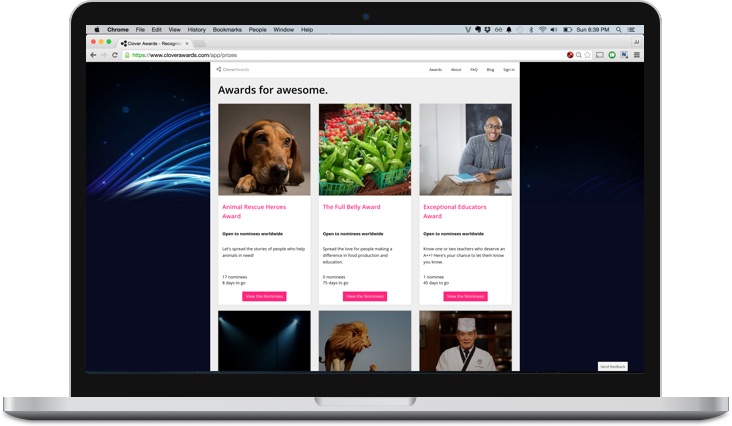 Chrome File Edit View History Bookmarks People Window Help
Sun 6:39 PM
Clover Awards - Recogni
JJ
https://www.cloverawards.com/app/prizes
CloverAwards
Awards About FAQ Blog Sign In
Awards for awesome.
Animal Rescue Heroes
Award
Open to nominees worldwide
Let's spread the stories of people who help
animals in need!
17 nominees
8 days to go
View the Nominees
The Full Belly Award
Open to nominees worldwide
Spread the love for people making a
difference in food production and
education.
0 nominees
75 days to go
View the Nominees
Exceptional Educators
Award
Open to nominees worldwide
Know one or two teachers who deserve an
A++? Here's your chance to let them know
you know.
1 nominee
45 days to go
View the Nominees
Send feedback